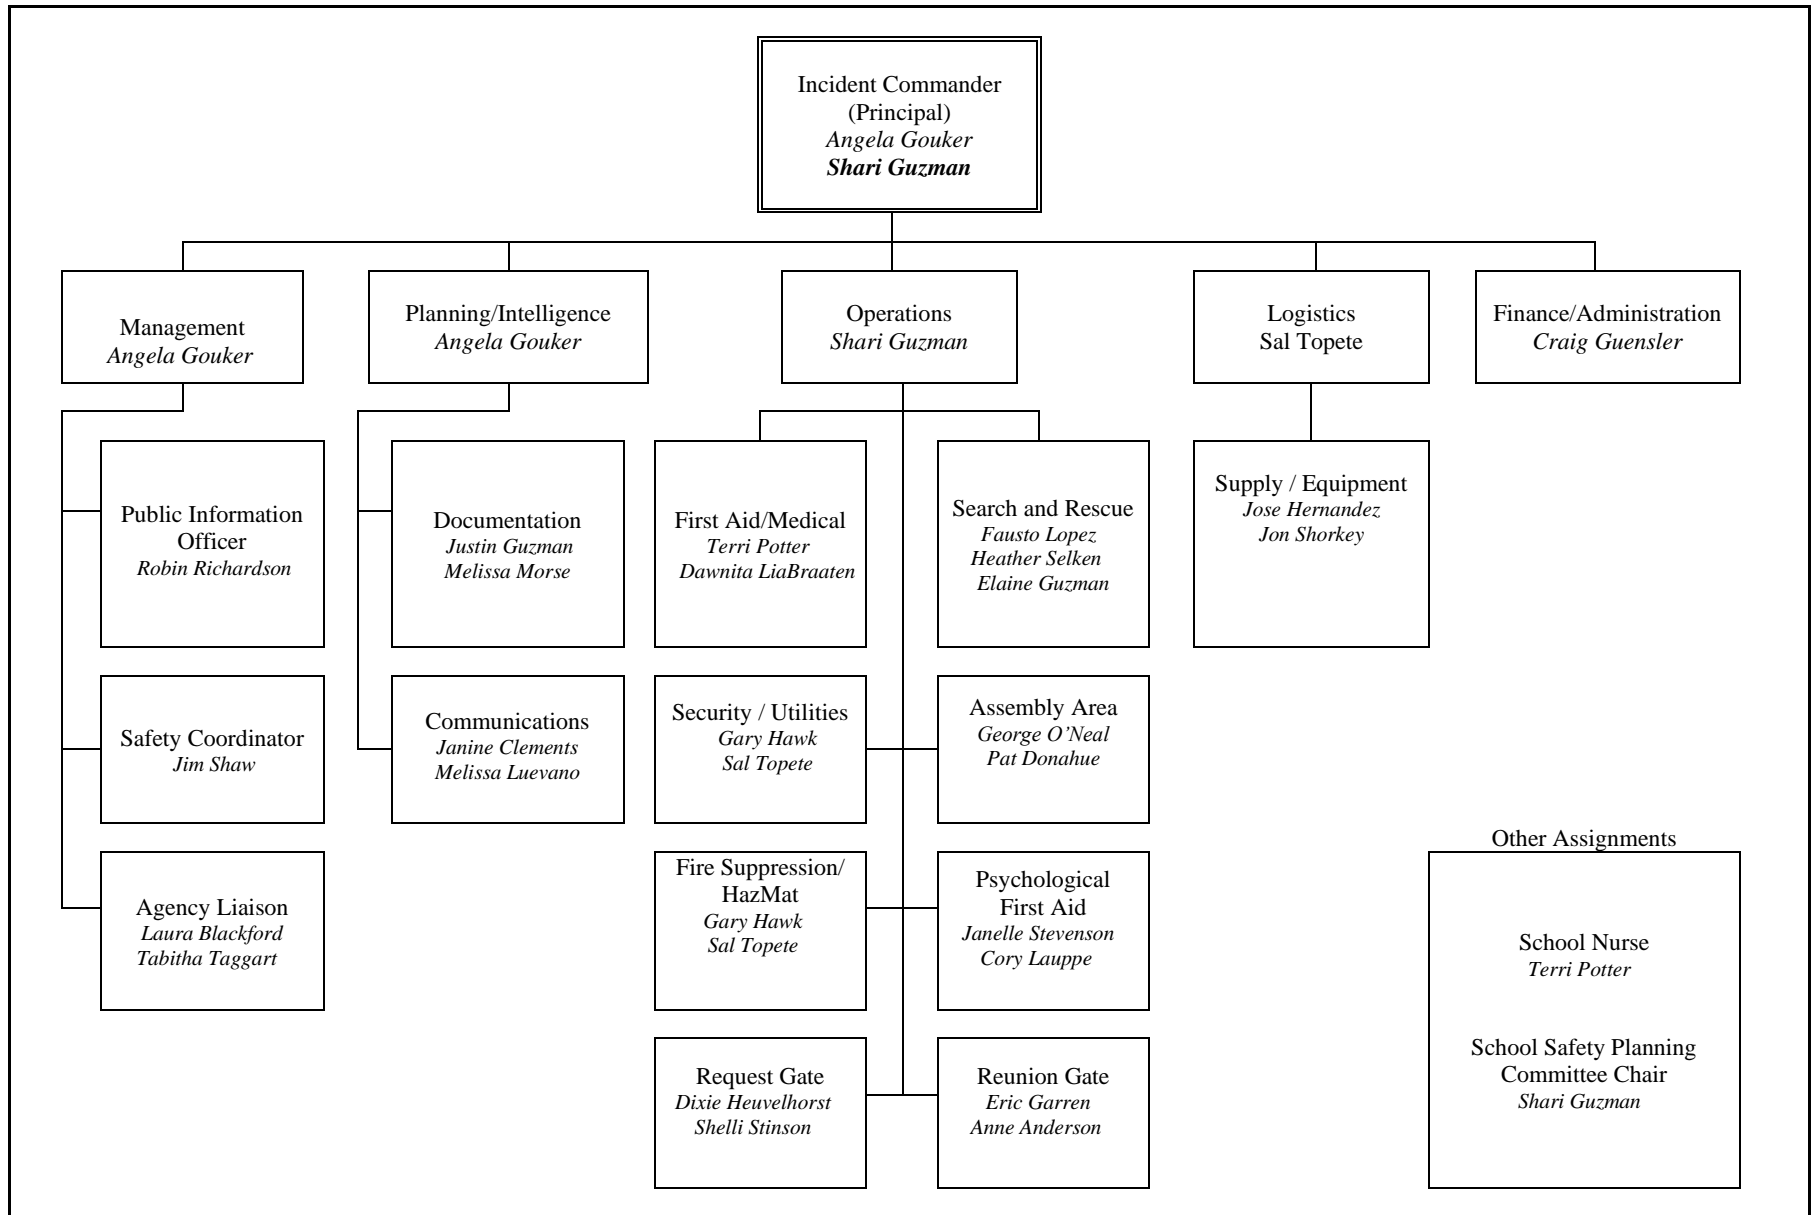 Incident Commander
(Principal)
Angela Gouker
Shari Guzman
Management
Angela Gouker
Planning/Intelligence
Angela Gouker
Operations
Shari Guzman
Logistics
Sal Topete
Finance/Administration
Craig Guensler
Public Information
Officer
Robin Richardson
Documentation
Justin Guzman
Melissa Morse
First Aid/Medical
Terri Potter
Dawnita LiaBraaten
Search and Rescue
Fausto Lopez
Heather Selken
Elaine Guzman
Supply / Equipment
Jose Hernandez
Jon Shorkey
Safety Coordinator
Jim Shaw
Communications
Janine Clements
Melissa Luevano
Security / Utilities
Gary Hawk
Sal Topete
Assembly Area
George O’Neal
Pat Donahue
Agency Liaison
Laura Blackford
Tabitha Taggart
Fire Suppression/
HazMat
Gary Hawk
Sal Topete
Psychological
First Aid
Janelle Stevenson
Cory Lauppe
Other Assignments
School Nurse
Terri Potter
School Safety Planning
Committee Chair
Shari Guzman
Request Gate
Dixie Heuvelhorst
Shelli Stinson
Reunion Gate
Eric Garren
Anne Anderson